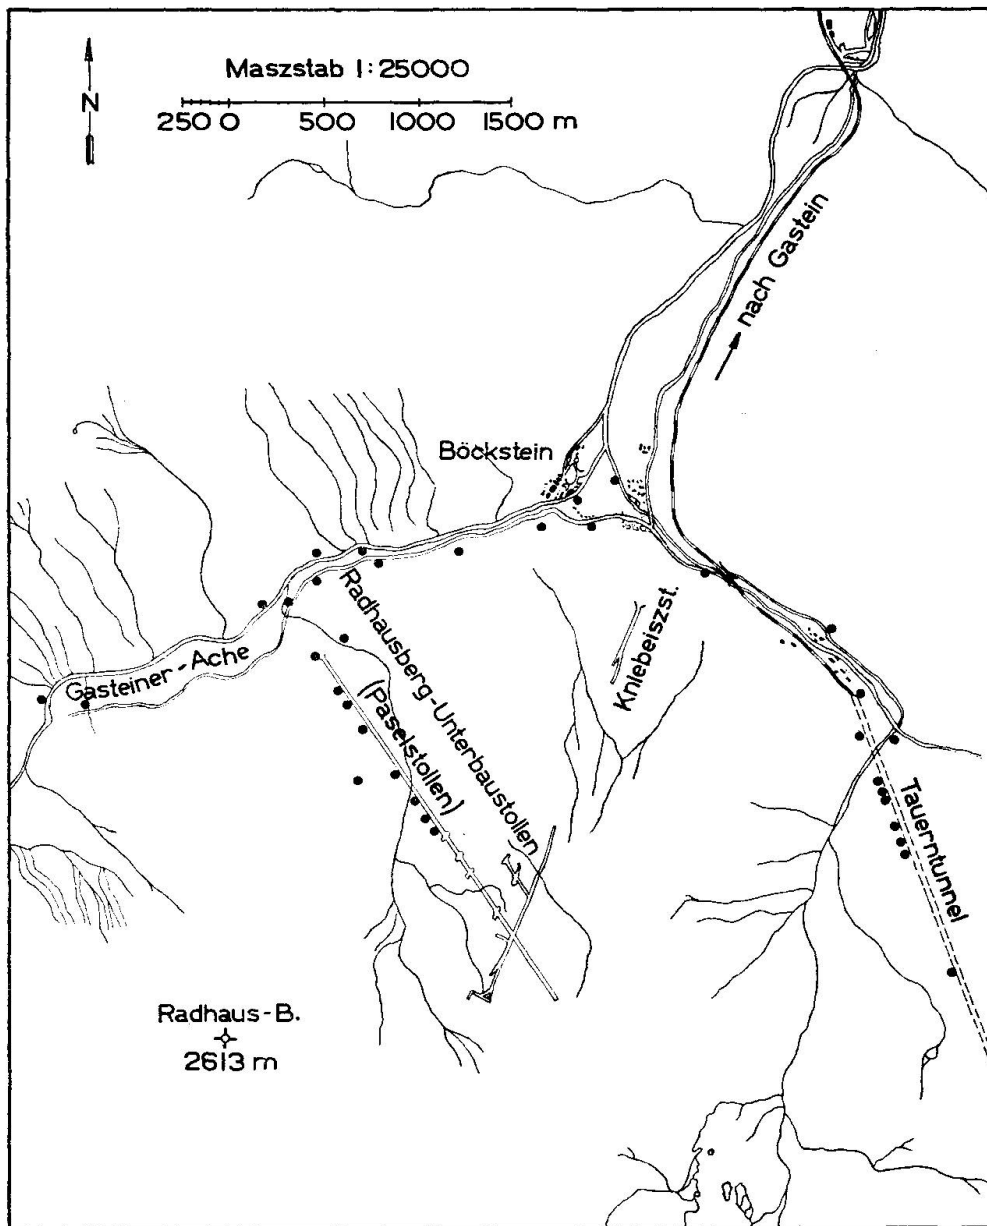 Maszstab 1:25000
N
250 0 500 1000 1500 m
nach Gastein
Böckstein
Radhausberg-Unterbaustollen
(Paselstollen)
Kniebeiszst.
Gasteiner-Ache
Tauerntunnel
Radhaus-B.
2613 m